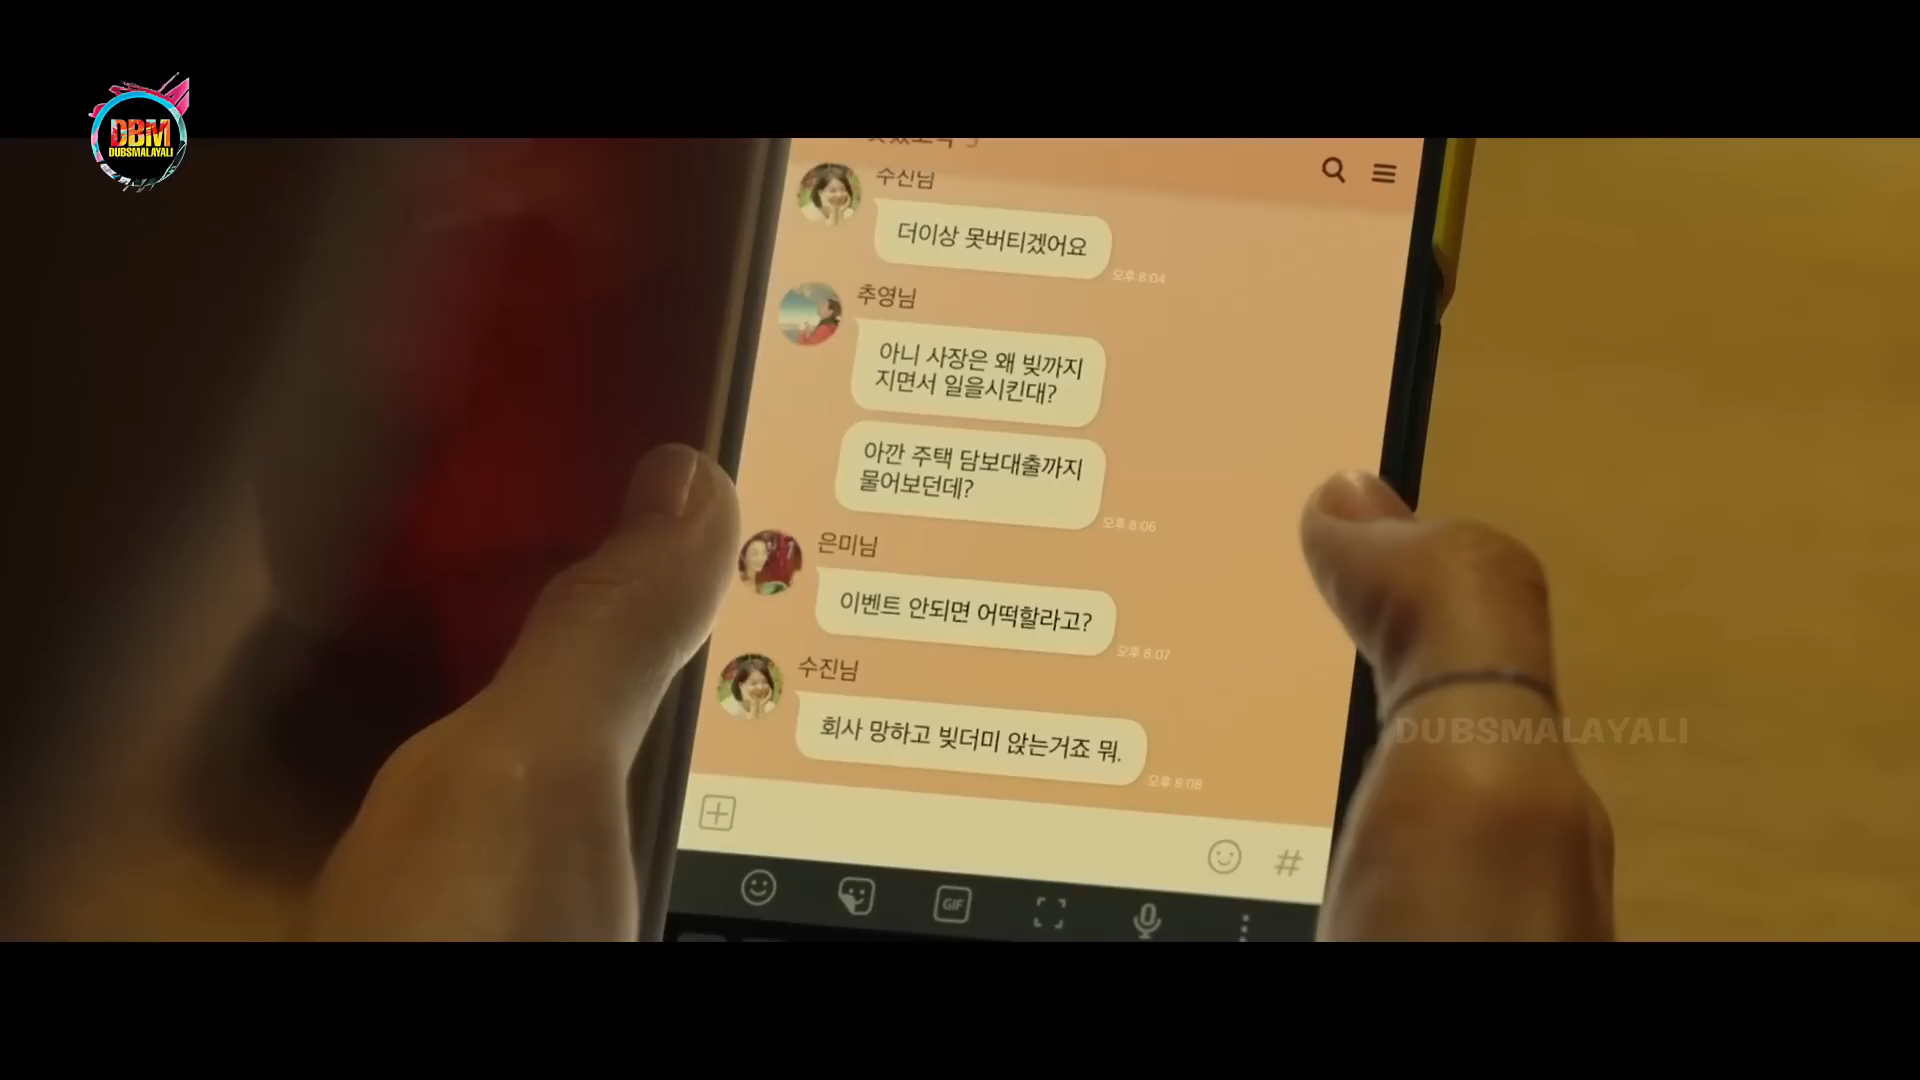 DBM
DUBSMALAYALI
수진님
더이상 못버티겠어요
오후 8:04
추영님
아니 사장은 왜 빚까지
지면서 일을시킨대?
아깐 주택 담보대출까지
물어보던데?
오후 8:06
은미님
이벤트 안되면 어떡할라고?
오후 8:07
수진님
회사 망하고 빚더미 앉는거죠 뭐.
오후 8:08
DUBSMALAYALI
#
GIF